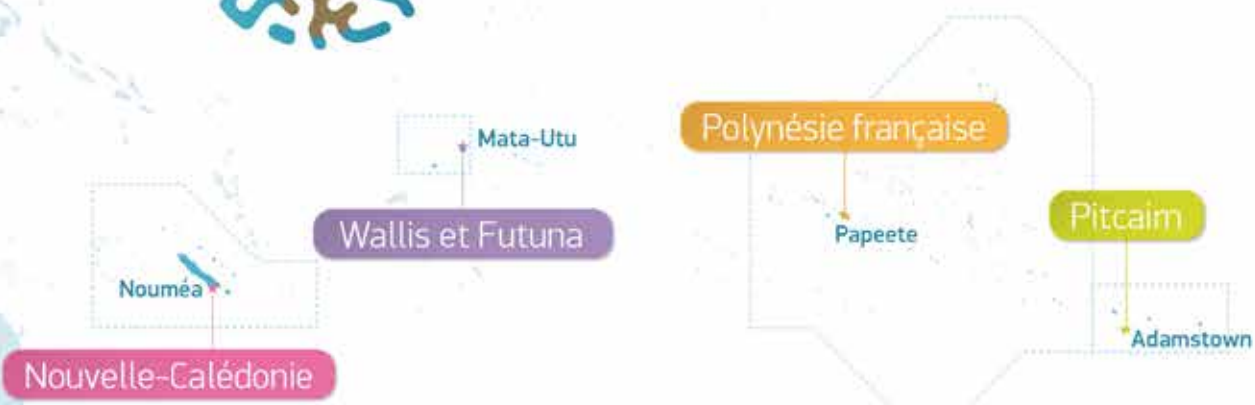 Polynésie française
Mata-Utu
Pitcairn
Wallis et Futuna
Papeete
Nouméa
Adamstown
Nouvelle-Calédonie